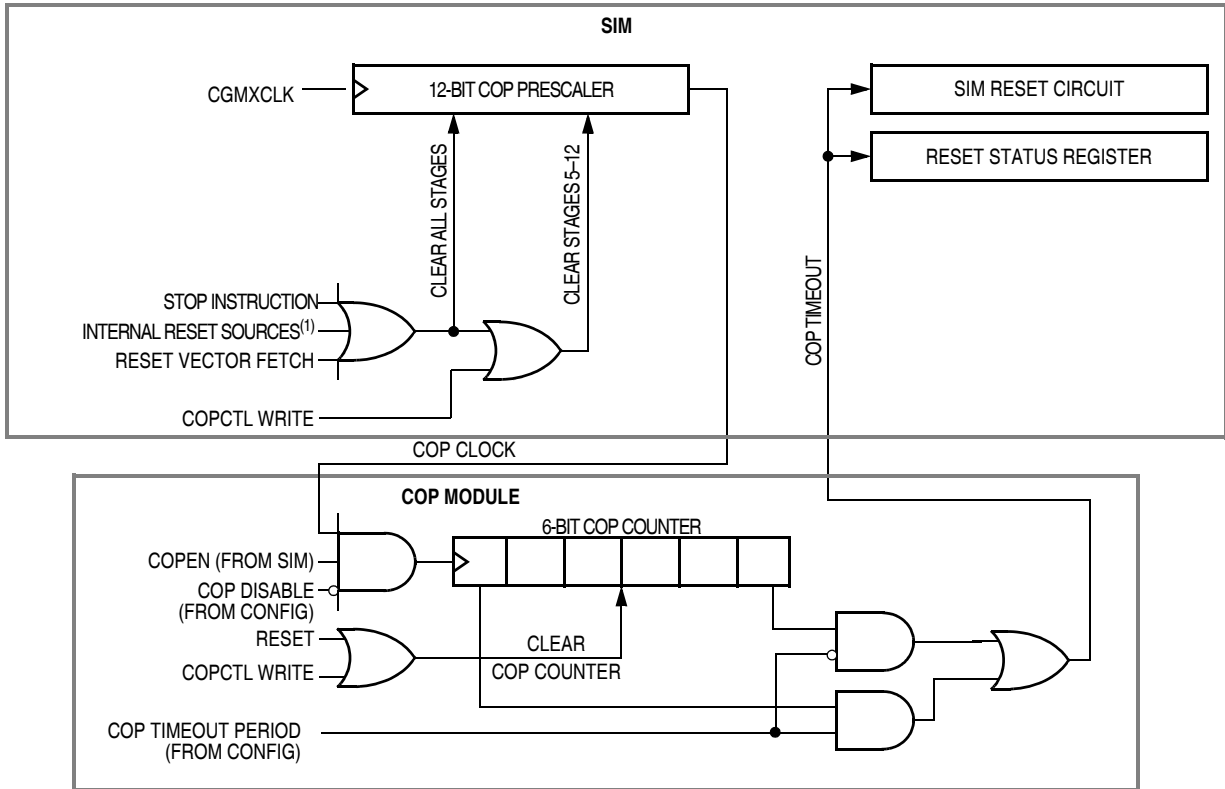 SIM
CGMXCLK
12-BIT COP PRESCALER
SIM RESET CIRCUIT
RESET STATUS REGISTER
CLEAR ALL STAGES
CLEAR STAGES 5–12
COP TIMEOUT
STOP INSTRUCTION
INTERNAL RESET SOURCES(1)
RESET VECTOR FETCH
COPCTL WRITE
COP CLOCK
COP MODULE
6-BIT COP COUNTER
COPEN (FROM SIM)
COP DISABLE
(FROM CONFIG)
RESET
COPCTL WRITE
CLEAR
COP COUNTER
COP TIMEOUT PERIOD
(FROM CONFIG)